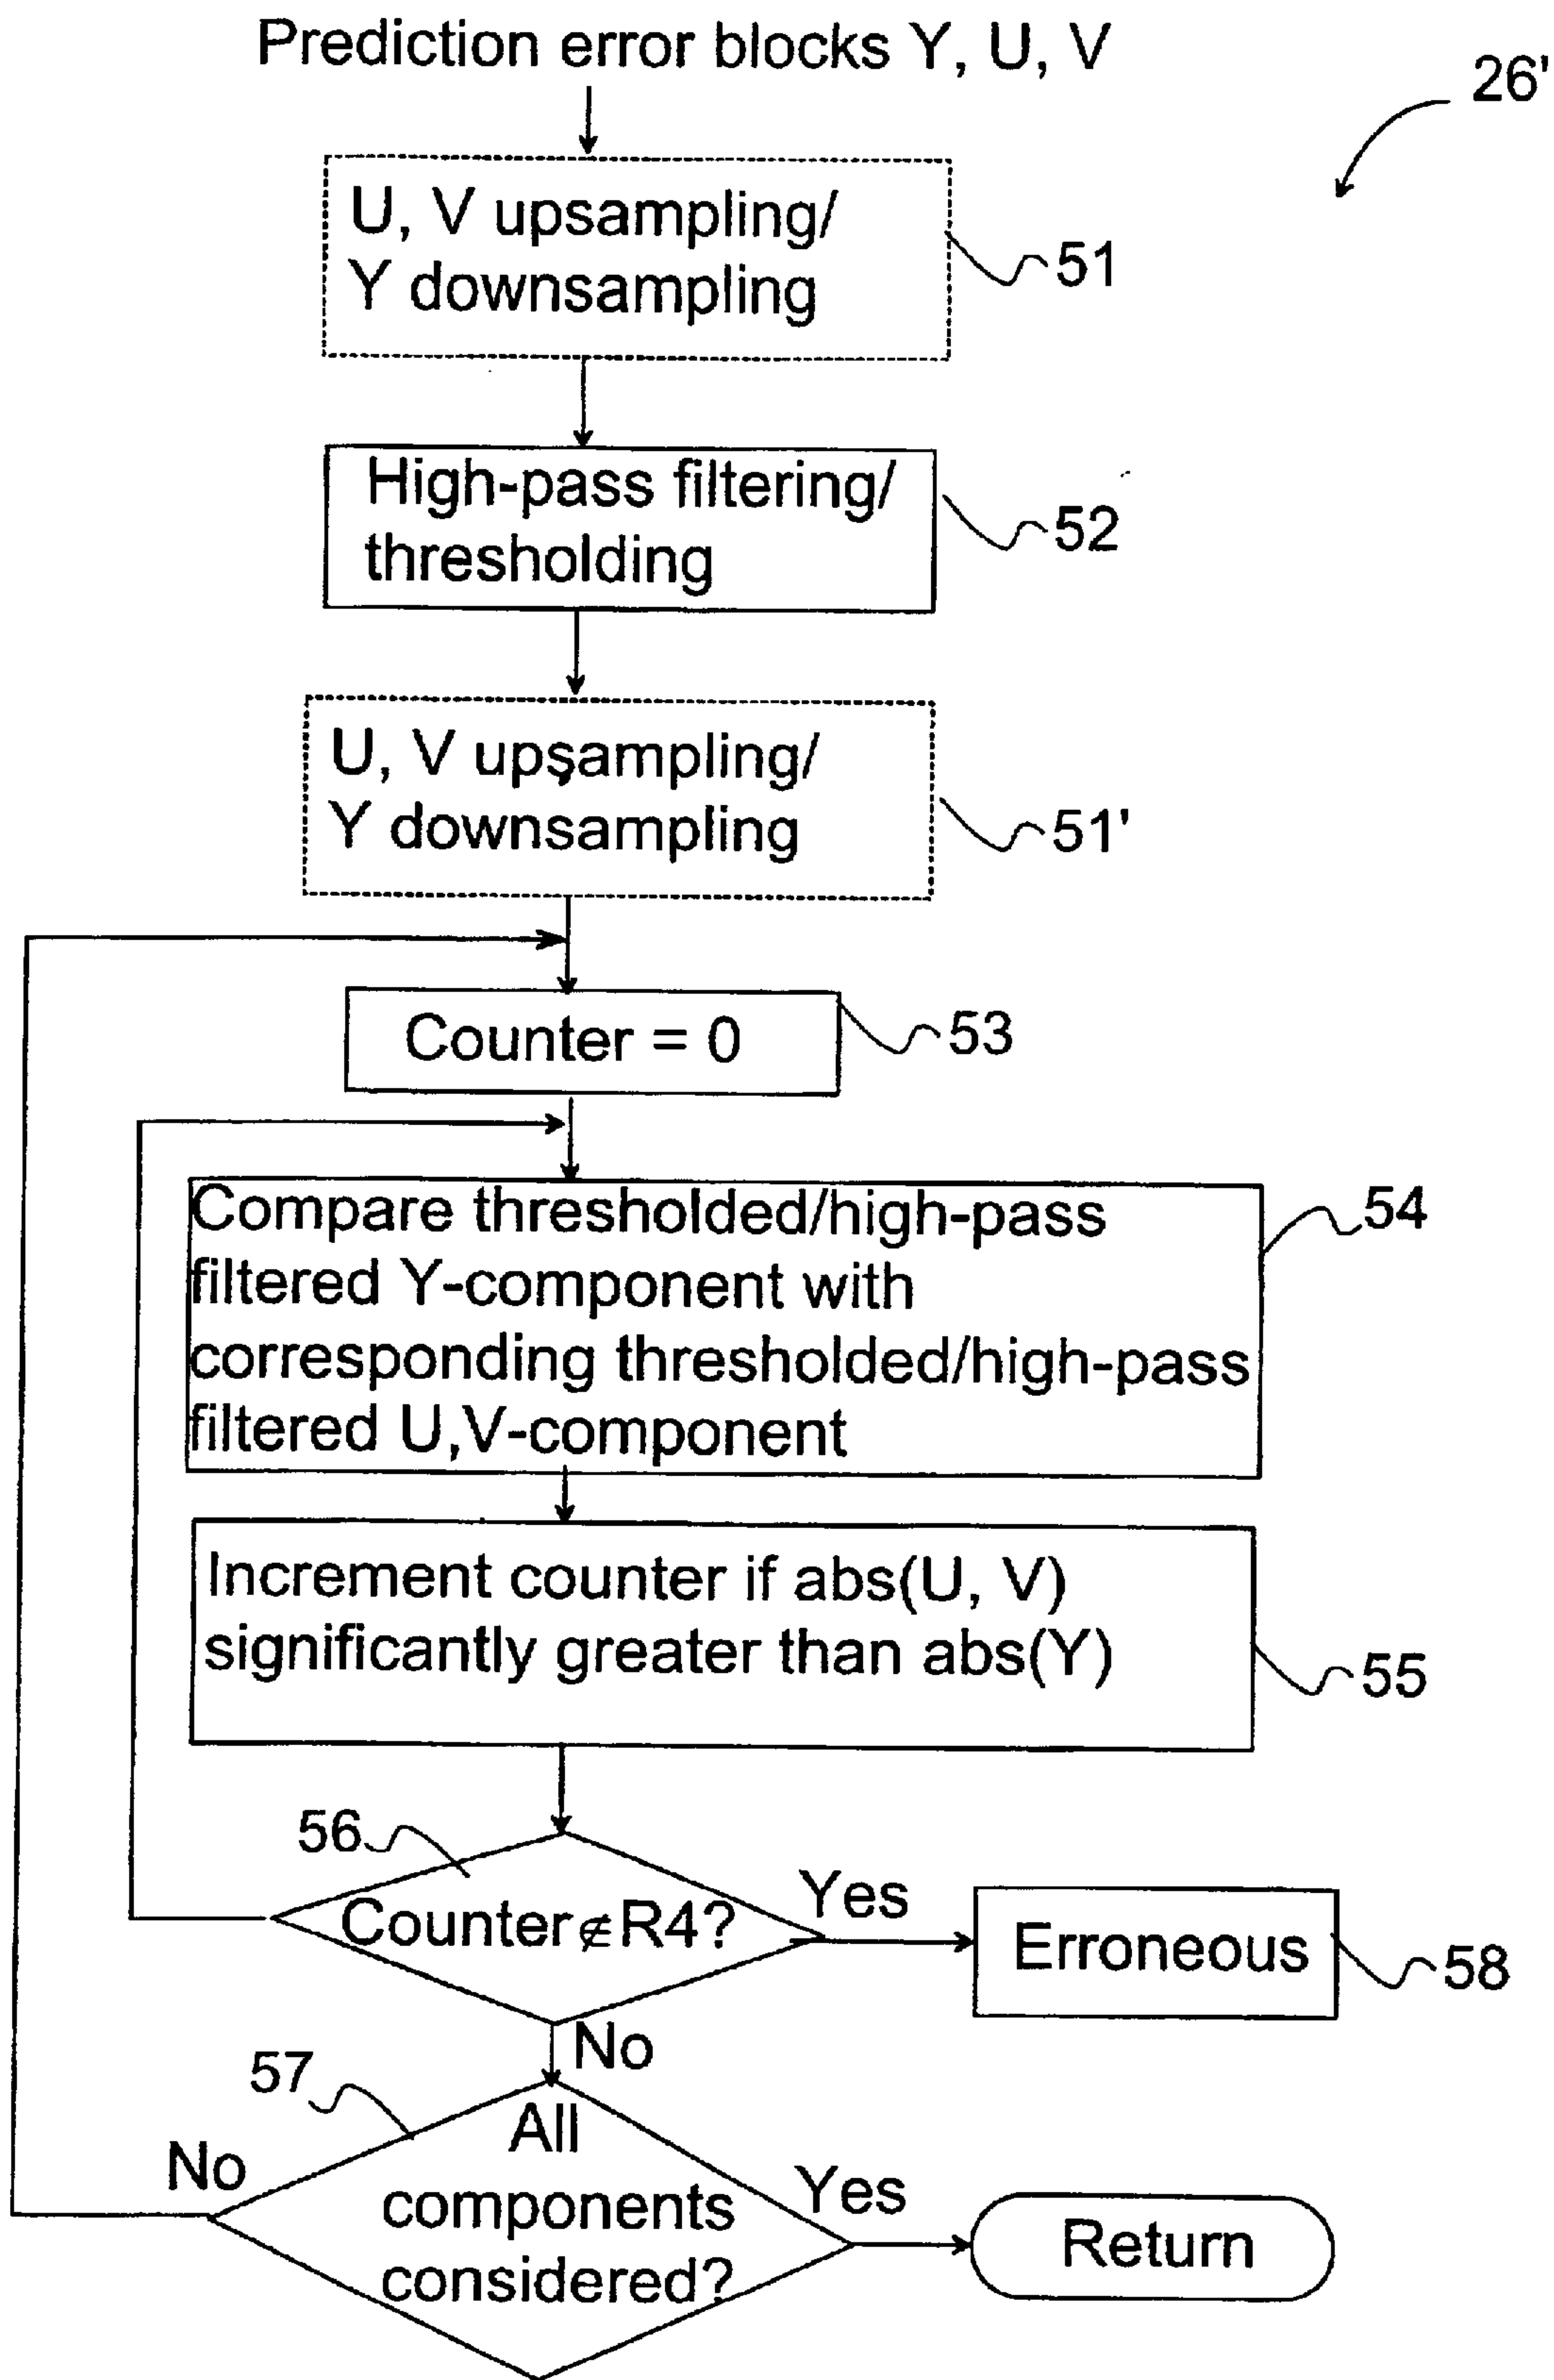 Prediction error blocks Y, U, V
26'
U, V upsampling/
Y downsampling
51
High-pass filtering/
thresholding
52
U, V upsampling/
Y downsampling
51'
Counter = 0
53
Compare thresholded/high-pass
filtered Y-component with
corresponding thresholded/high-pass
filtered U,V-component
54
Increment counter if abs(U, V)
significantly greater than abs(Y)
55
56
Counter∉R4?
Yes
Erroneous
58
No
57
All
components
considered?
No
Yes
Return